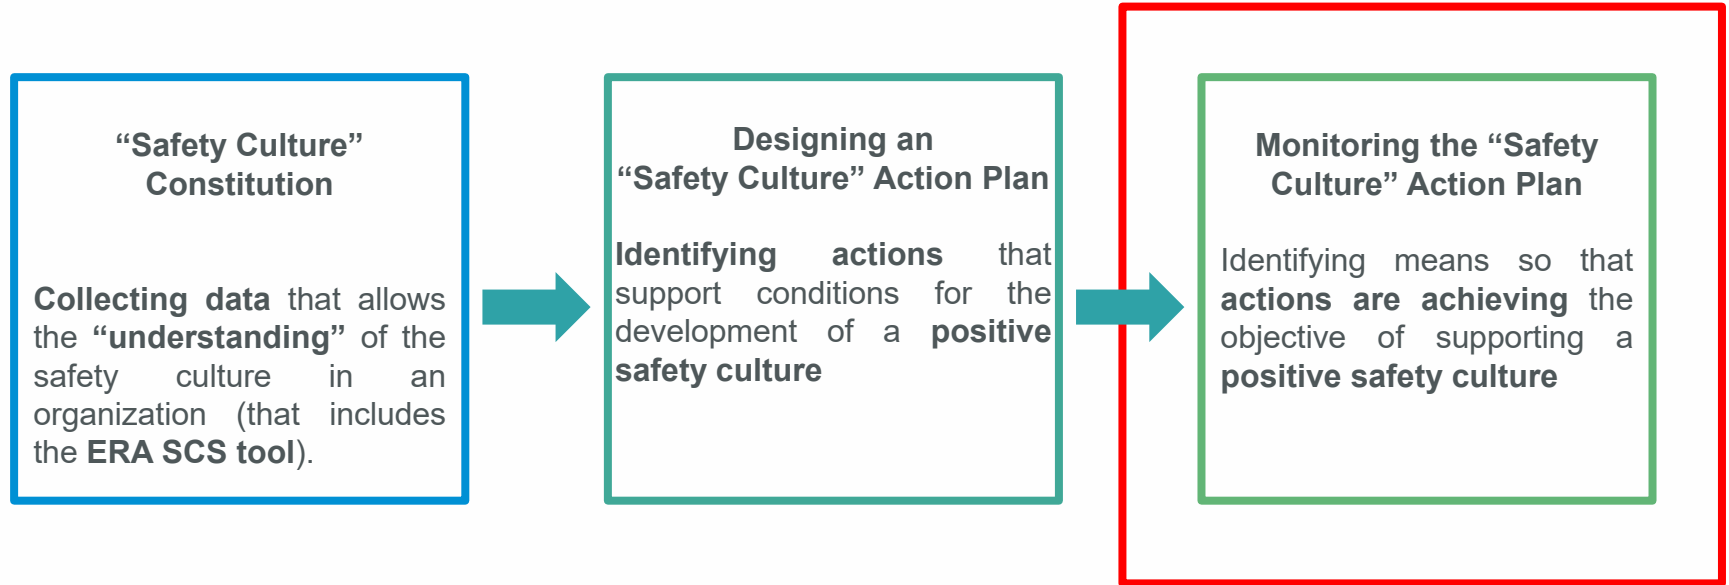 “Safety Culture”
Constitution
Collecting data that allows
the “understanding” of the
safety culture in an
organization (that includes
the ERA SCS tool).
Designing an
“Safety Culture” Action Plan
Identifying actions that
support conditions for the
development of a positive
safety culture
Monitoring the “Safety
Culture” Action Plan
Identifying means so that
actions are achieving the
objective of supporting a
positive safety culture